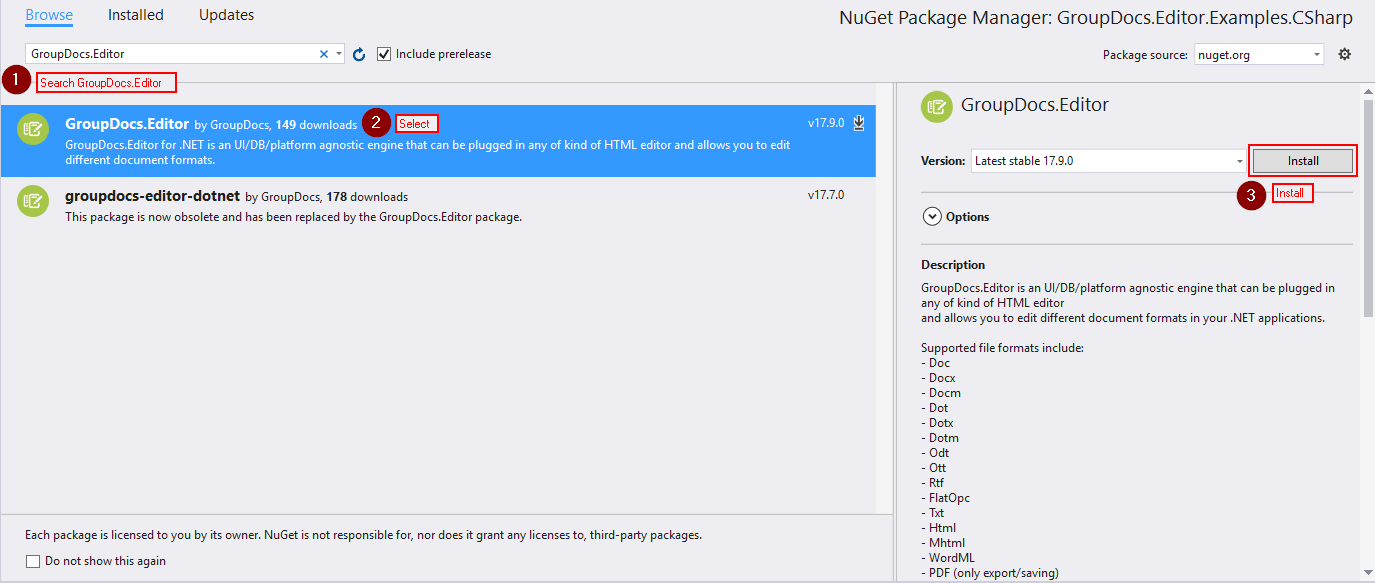 Browse Installed Updates
NuGet Package Manager: GroupDocs.Editor.Examples.CSharp
GroupDocs.Editor
Include prerelease
Package source: nuget.org
1 Search GroupDocs.Editor
GroupDocs.Editor by GroupDocs, 149 downloads
2 Select
v17.9.0
GroupDocs.Editor for .NET is an UI/DB/platform agnostic engine that can be plugged in any of kind of HTML editor and allows you to edit
different document formats.
groupdocs-editor-dotnet by GroupDocs, 178 downloads
v17.7.0
This package is now obsolete and has been replaced by the GroupDocs.Editor package.
Each package is licensed to you by its owner. NuGet is not responsible for, nor does it grant any licenses to, third-party packages.
Do not show this again
GroupDocs.Editor
Version: Latest stable 17.9.0
Install
3 Install
Options
Description
GroupDocs.Editor is an UI/DB/platform agnostic engine that can be plugged in
any of kind of HTML editor
and allows you to edit different document formats in your .NET applications.
Supported file formats include:
- Doc
- Docx
- Docm
- Dot
- Dotx
- Dotm
- Odt
- Ott
- Rtf
- FlatOpc
- Txt
- Html
- Mhtml
- WordML
- PDF (only export/saving)